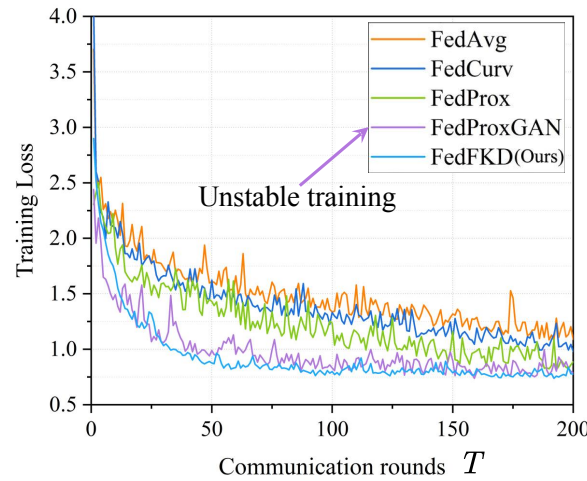 4.0
3.5
3.0
2.5
2.0
1.5
1.0
0.5
Training Loss
FedAvg
FedCurv
FedProx
FedProxGAN
FedFKD(Ours)
Unstable training
0
50
100
150
200
Communication rounds T